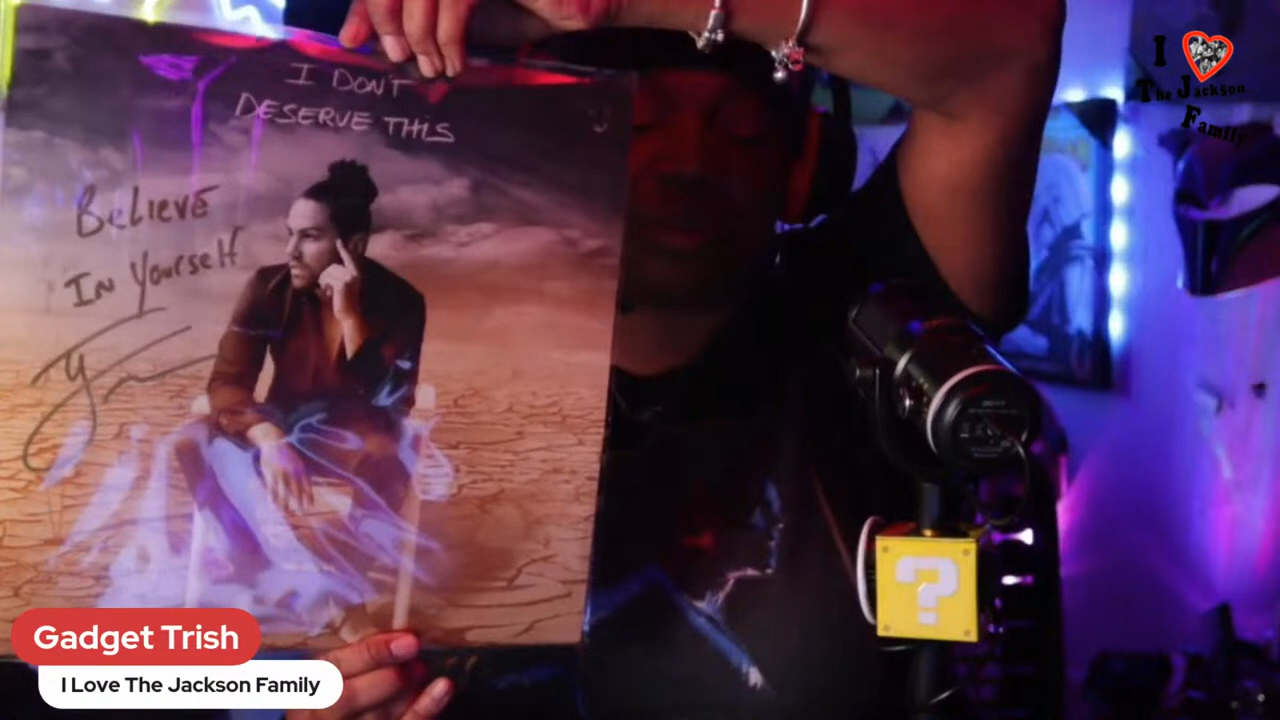 I DON'T
DESERVE THIS
BeLIEVE
IN YourselF
I
The Jackson
Family
?
Gadget Trish
I Love The Jackson Family